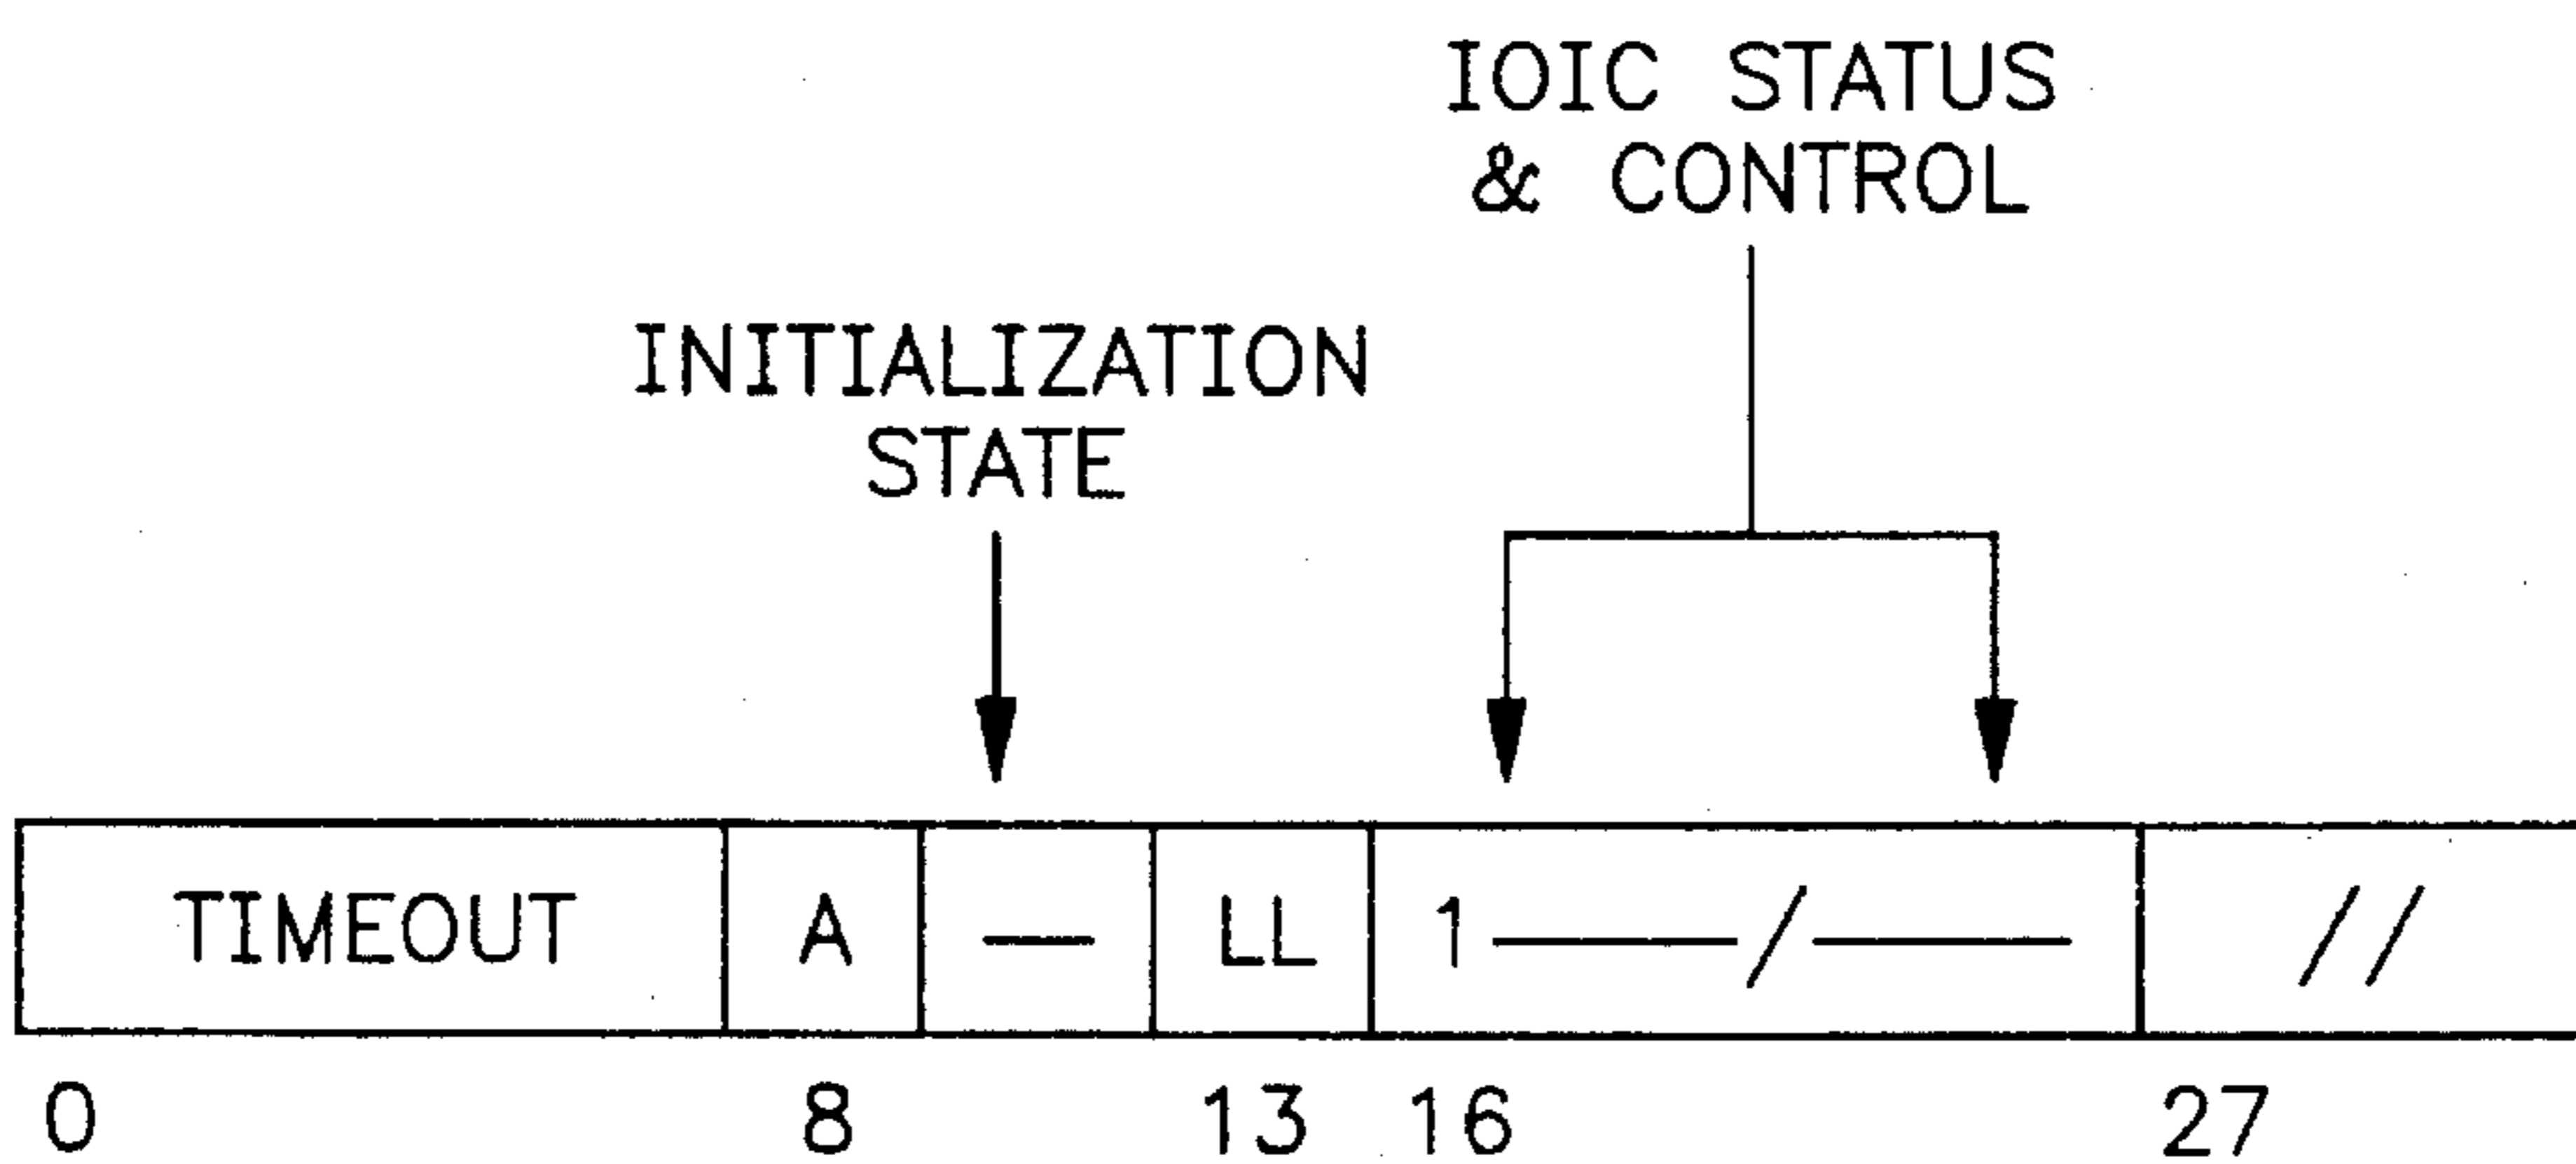 IOIC STATUS
& CONTROL
INITIALIZATION
STATE
TIMEOUT A — LL 1——/—— //
0 8 13 16 27